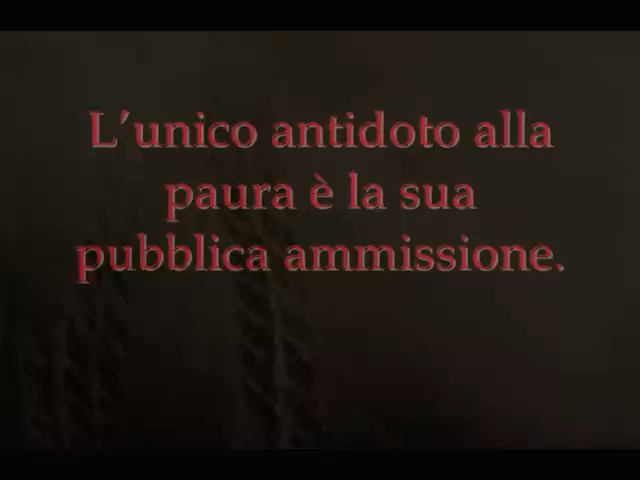 L’unico antidoto alla
paura è la sua
pubblica ammissione.